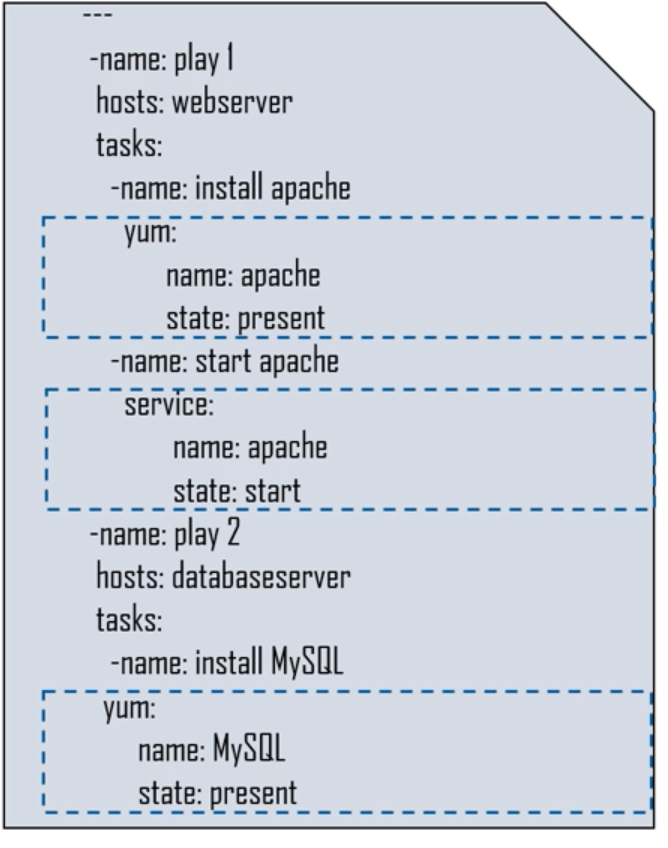 ---
-name: play 1
hosts: webserver
tasks:
-name: install apache
yum:
name: apache
state: present
-name: start apache
service:
name: apache
state: start
-name: play 2
hosts: databaseserver
tasks:
-name: install MySQL
yum:
name: MySQL
state: present